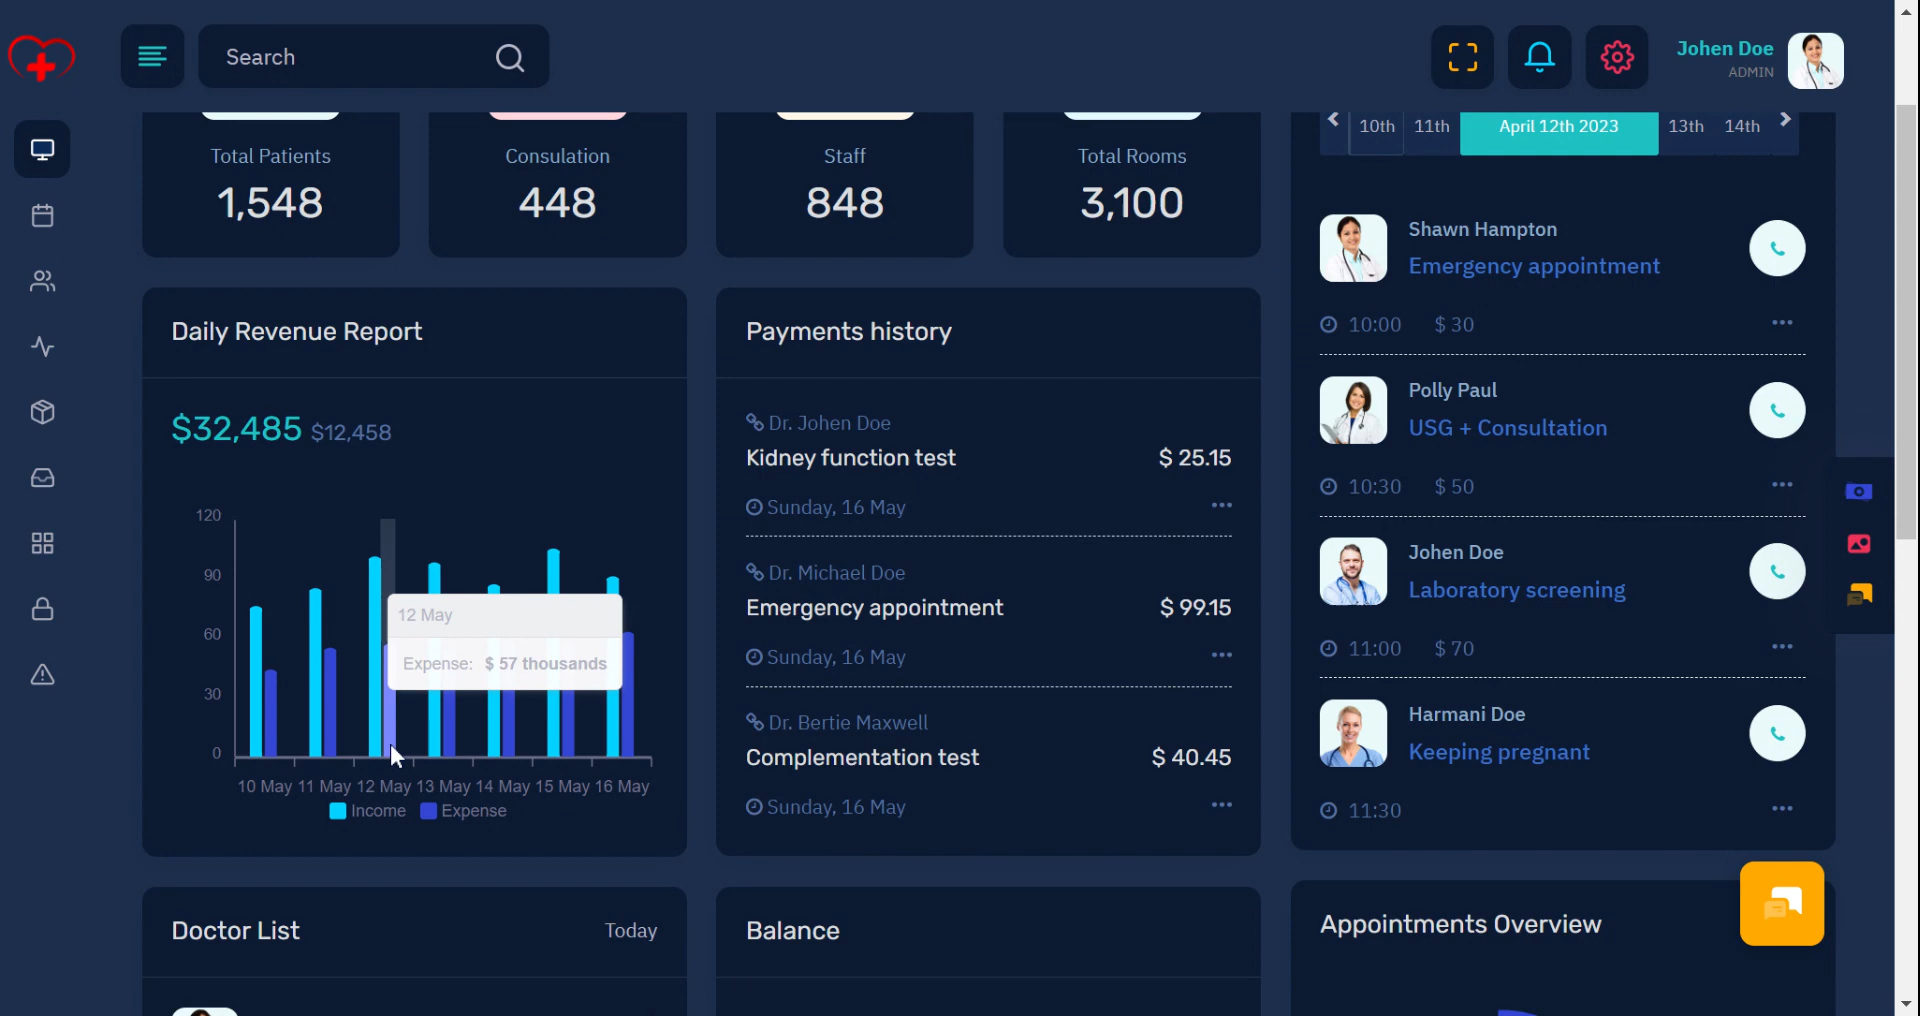 Search
Johen Doe
ADMIN
Total Patients
1,548
Consulation
448
Staff
848
Total Rooms
3,100
10th 11th April 12th 2023 13th 14th
Daily Revenue Report
$32,485 $12,458
120
90
60
30
0
12 May
Expense: $ 57 thousands
10 May 11 May 12 May 13 May 14 May 15 May 16 May
Income Expense
Payments history
Dr. Johen Doe
Kidney function test $ 25.15
Sunday, 16 May
Dr. Michael Doe
Emergency appointment $ 99.15
Sunday, 16 May
Dr. Bertie Maxwell
Complementation test $ 40.45
Sunday, 16 May
Shawn Hampton
Emergency appointment
10:00 $ 30
Polly Paul
USG + Consultation
10:30 $ 50
Johen Doe
Laboratory screening
11:00 $ 70
Harmani Doe
Keeping pregnant
11:30
Doctor List Today
Balance
Appointments Overview